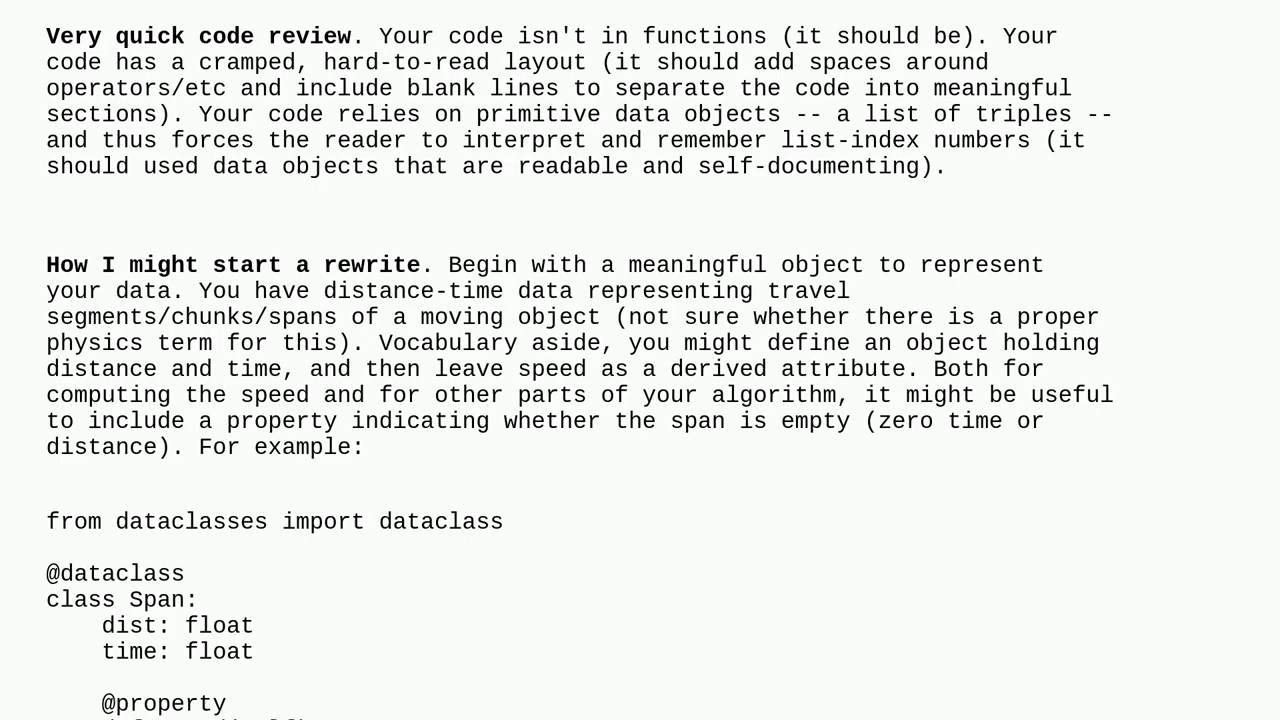 Very quick code review. Your code isn't in functions (it should be). Your
code has a cramped, hard-to-read layout (it should add spaces around
operators/etc and include blank lines to separate the code into meaningful
sections). Your code relies on primitive data objects -- a list of triples --
and thus forces the reader to interpret and remember list-index numbers (it
should used data objects that are readable and self-documenting).
How I might start a rewrite. Begin with a meaningful object to represent
your data. You have distance-time data representing travel
segments/chunks/spans of a moving object (not sure whether there is a proper
physics term for this). Vocabulary aside, you might define an object holding
distance and time, and then leave speed as a derived attribute. Both for
computing the speed and for other parts of your algorithm, it might be useful
to include a property indicating whether the span is empty (zero time or
distance). For example:
from dataclasses import dataclass
@dataclass
class Span:
    dist: float
    time: float
    @property